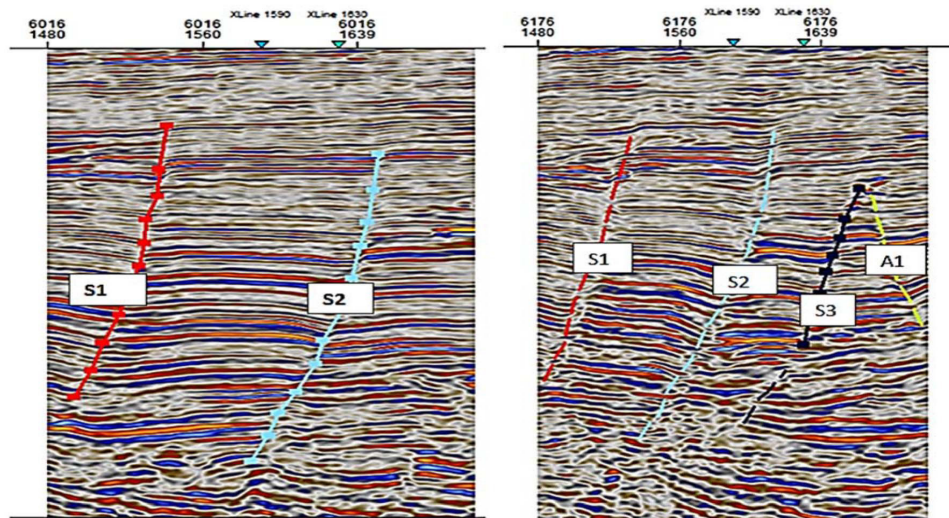 XLine 1590 XLine 1630
6016 6016
1480 1560 1639
S1
S2
XLine 1590 XLine 1630
6176 6176 6176
1480 1560 1639
S1
S2
S3
A1